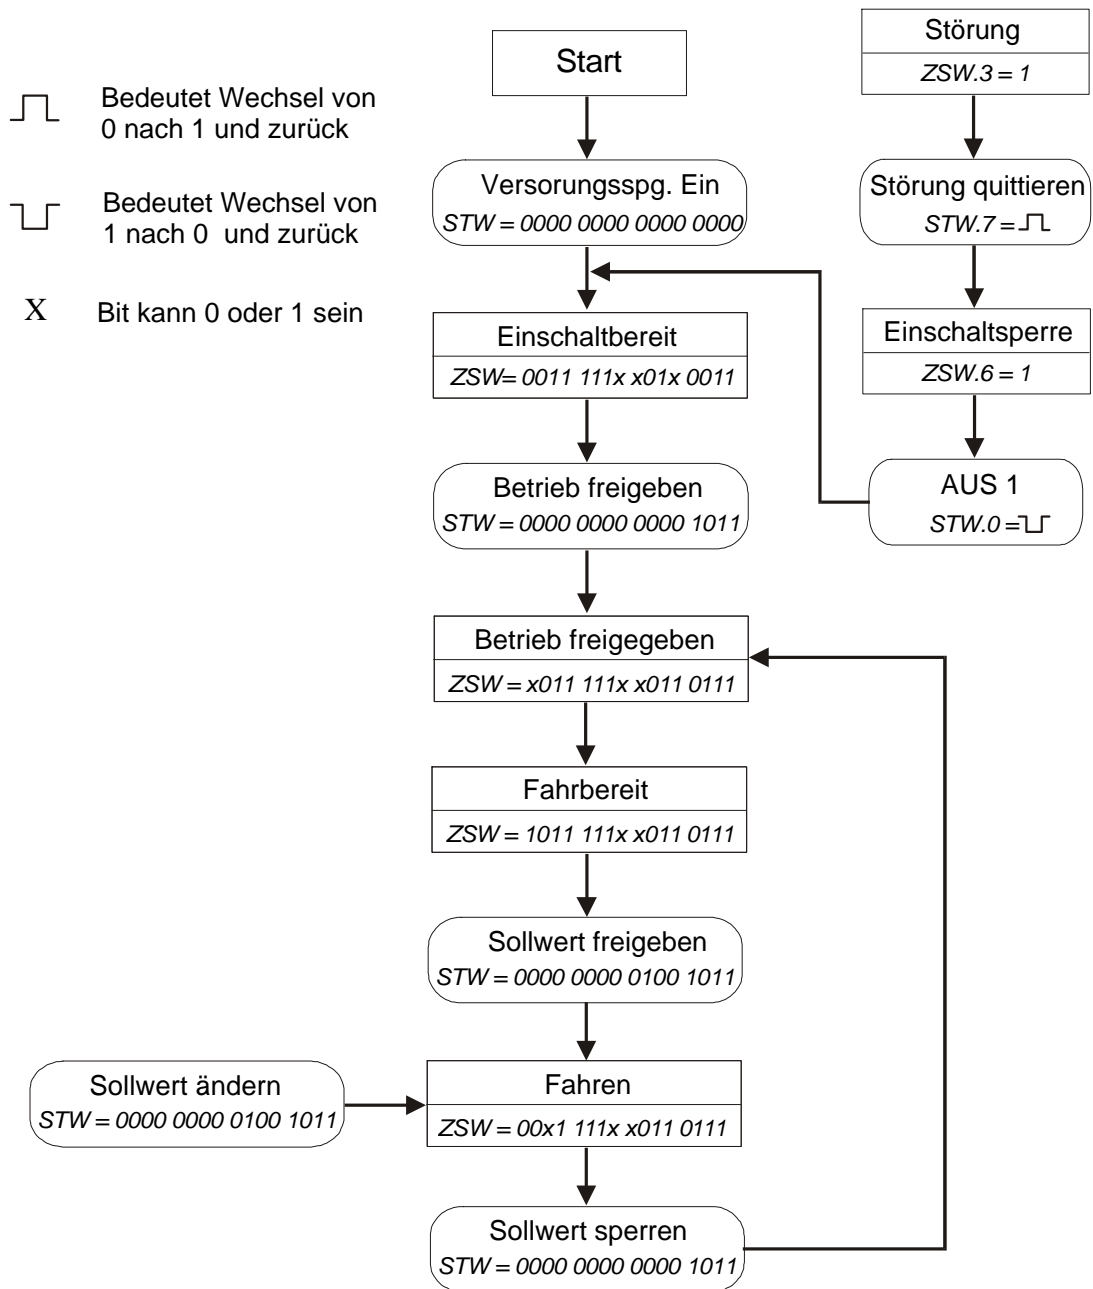 Bedeutet Wechsel von
0 nach 1 und zurück
Bedeutet Wechsel von
1 nach 0 und zurück
X Bit kann 0 oder 1 sein
Start
Versorungsspg. Ein
STW = 0000 0000 0000 0000
Einschaltbereit
ZSW= 0011 111x x01x 0011
Betrieb freigeben
STW = 0000 0000 0000 1011
Betrieb freigegeben
ZSW = x011 111x x011 0111
Fahrbereit
ZSW = 1011 111x x011 0111
Sollwert freigeben
STW = 0000 0000 0100 1011
Sollwert ändern
STW = 0000 0000 0100 1011
Fahren
ZSW = 00x1 111x x011 0111
Sollwert sperren
STW = 0000 0000 0000 1011
Störung
ZSW.3 = 1
Störung quittieren
STW.7 =
Einschaltsperre
ZSW.6 = 1
AUS 1
STW.0 =